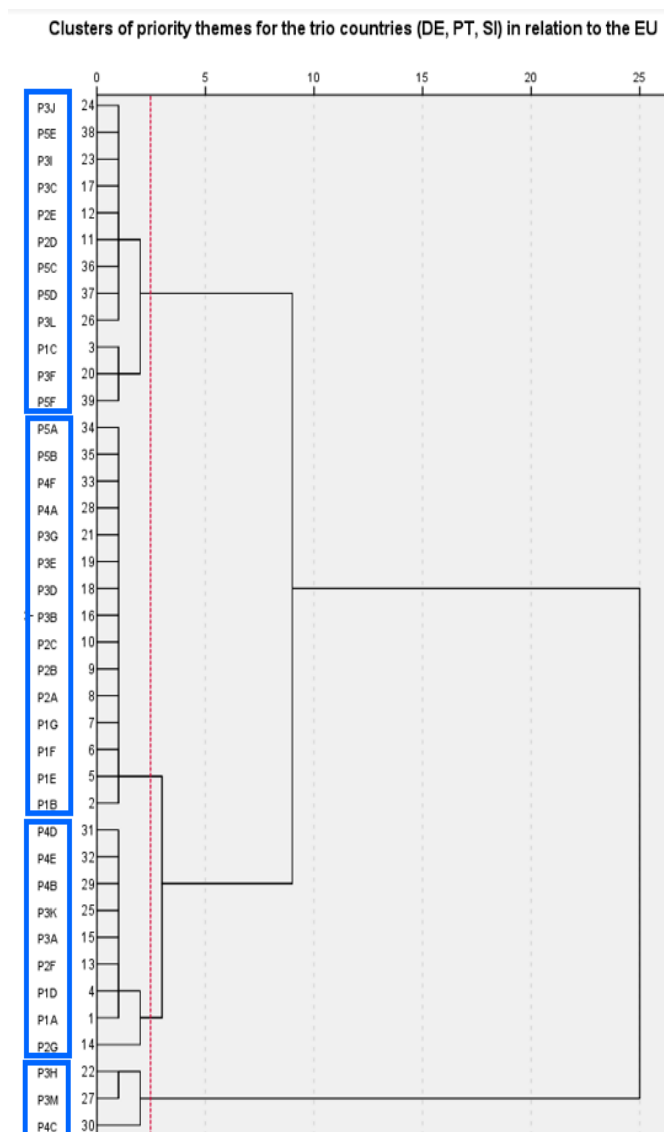 Clusters of priority themes for the trio countries (DE, PT, SI) in relation to the EU
0 5 10 15 20 25
P3J 24
P5E 38
P3I 23
P3C 17
P2E 12
P2D 11
P5C 36
P5D 37
P3L 26
P1C 3
P3F 20
P5F 39
P5A 34
P5B 35
P4F 33
P4A 28
P3G 21
P3E 19
P3D 18
P3B 16
P2C 10
P2B 9
P2A 8
P1G 7
P1F 6
P1E 5
P1B 2
P4D 31
P4E 32
P4B 29
P3K 25
P3A 15
P2F 13
P1D 4
P1A 1
P2G 14
P3H 22
P3M 27
P4C 30